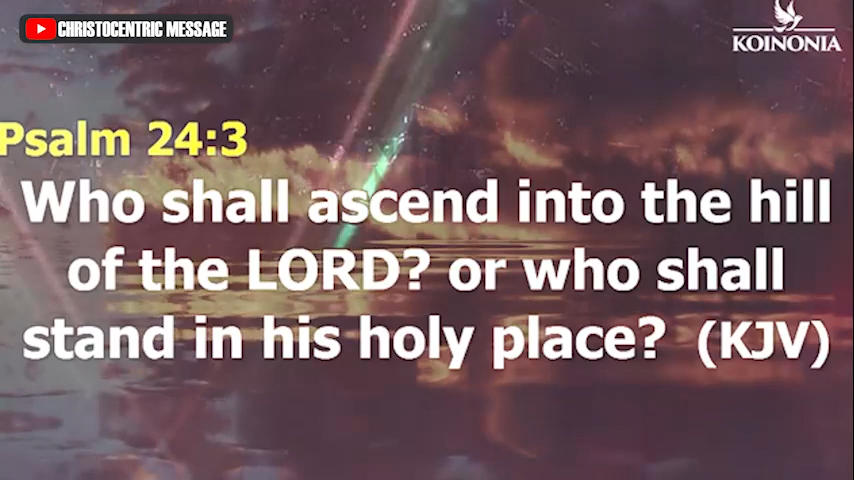 CHRISTOCENTRIC MESSAGE
KOINONIA
Psalm 24:3
Who shall ascend into the hill
of the LORD? or who shall
stand in his holy place? (KJV)